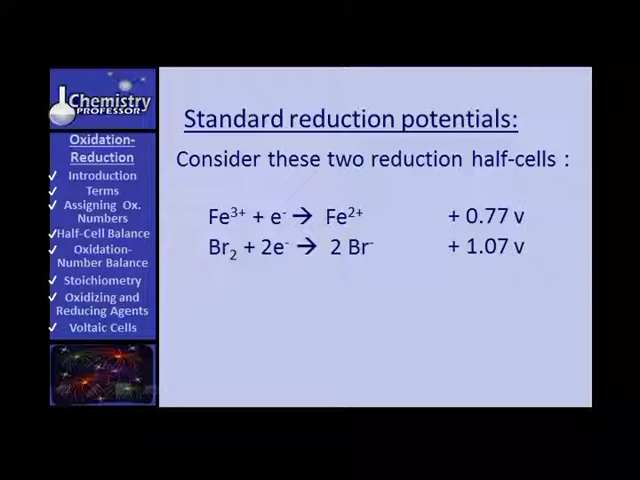 Chemistry
PROFESSOR
Oxidation-
Reduction
✓ Introduction
✓ Terms
✓ Assigning Ox.
Numbers
✓ Half-Cell Balance
✓ Oxidation-
Number Balance
✓ Stoichiometry
✓ Oxidizing and
Reducing Agents
✓ Voltaic Cells
Standard reduction potentials:
Consider these two reduction half-cells :
Fe³⁺ + e⁻ → Fe²⁺ + 0.77 v
Br₂ + 2e⁻ → 2 Br⁻ + 1.07 v